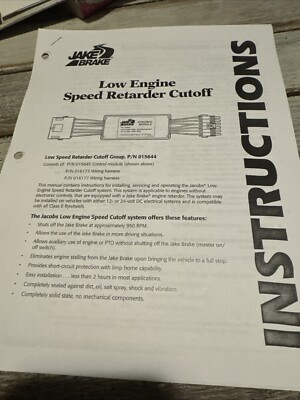 JAKE
BRAKE
Low Engine
Speed Retarder Cutoff
INSTRUCTIONS
Low Speed Retarder Cutoff Group, P/N 015644
Consists of: P/N 015645 Control module (shown above)
P/N 016175 Wiring harness
P/N 016177 Wiring harness
This manual contains instructions for installing, servicing and operating the Jacobs® Low
Engine Speed Retarder Cutoff system. This system is applicable to engines without
electronic controls, that are equipped with a Jake Brake® engine retarder. The system may
be installed on vehicles with either 12- or 24-volt DC electrical systems and is compatible
with all Class 8 flywheels.
The Jacobs Low Engine Speed Cutoff system offers these features:
• Shuts off the Jake Brake at approximately 950 RPM.
• Allows the use of the Jake Brake in more driving situations.
• Allows auxiliary use of engine or PTO without shutting off the Jake Brake (master on/
off switch).
• Eliminates engine stalling from the Jake Brake upon bringing the vehicle to a full stop.
• Provides short-circuit protection with limp home capability.
• Easy installation . . . less than 2 hours in most applications.
• Completely sealed against dirt, oil, salt spray, shock and vibration.
• Completely solid state, no mechanical components.